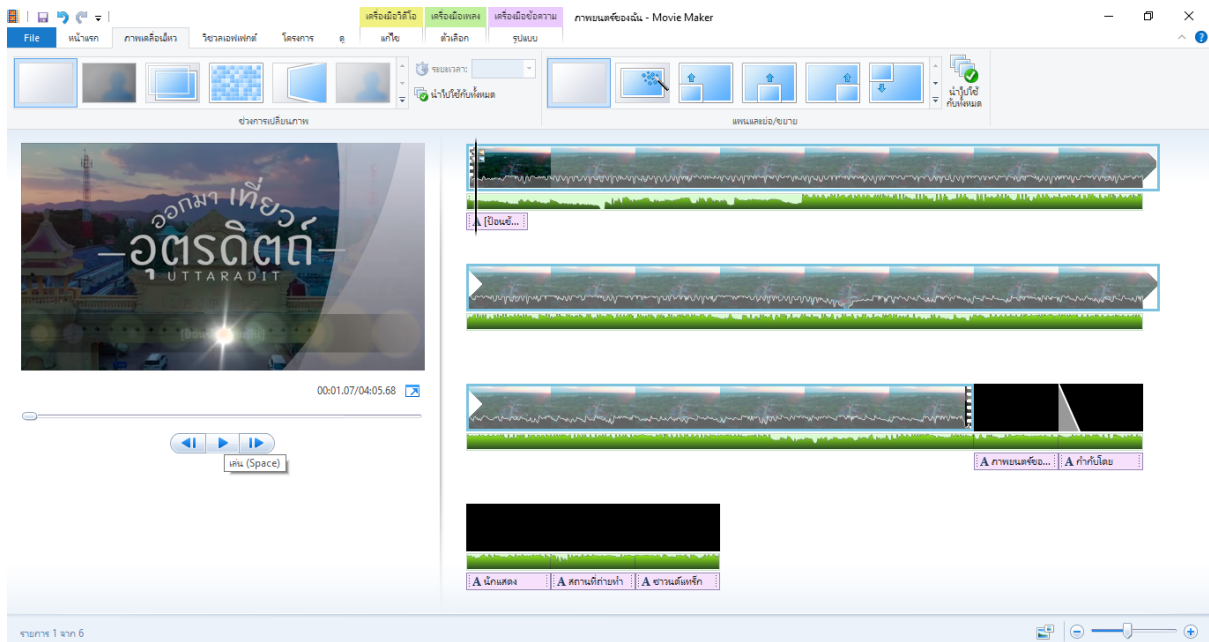 เครื่องมือวิดีโอ เครื่องมือเพลง เครื่องมือข้อความ ภาพยนตร์ของฉัน - Movie Maker
File หน้าแรก ภาพเคลื่อนไหว วิชวลเอฟเฟกต์ โครงการ ดู แก้ไข ตัวเลือก รูปแบบ
ระยะเวลา:
นำไปใช้กับทั้งหมด
นำไปใช้
กับทั้งหมด
ช่วงการเปลี่ยนภาพ แพนและย่อ/ขยาย
ออกมา เที่ยว
อุตรดิตถ์
UTTARADIT
A [ป้อนข้...
00:01.07/04:05.68
เล่น (Space)
A ภาพยนตร์ขอ... A กำกับโดย
A นักแสดง A สถานที่ถ่ายทำ A ซาวนด์แทร็ก
รายการ 1 จาก 6